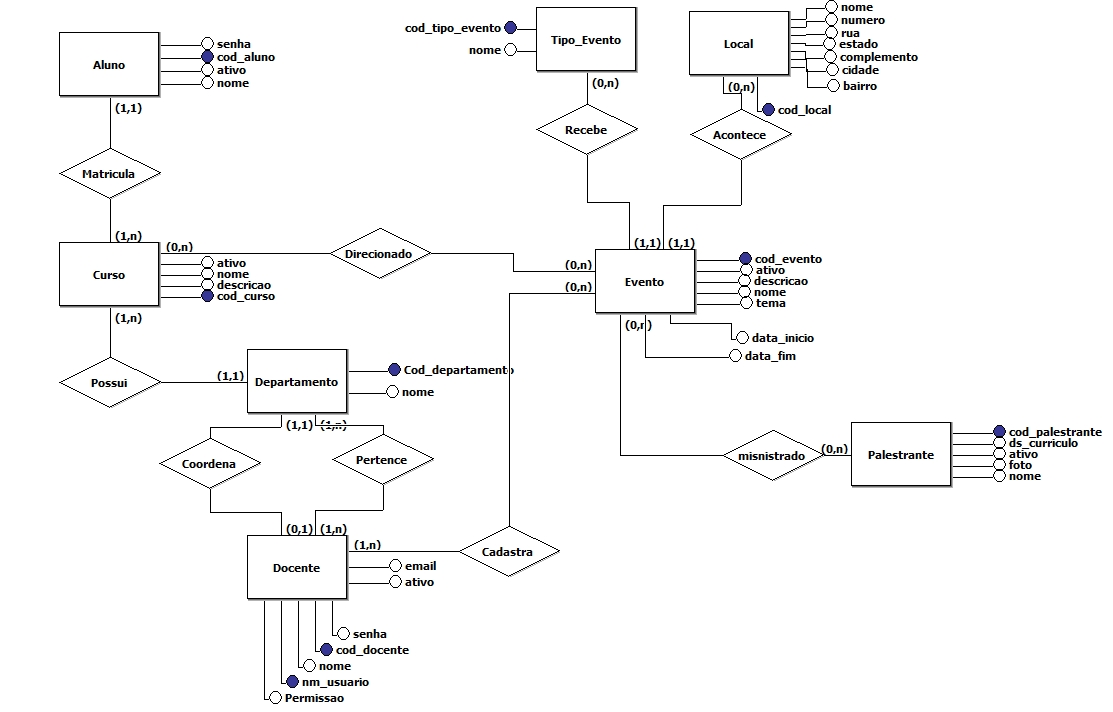 Aluno
senha
cod_aluno
ativo
nome
(1,1)
Matricula
(1,n)
Curso
(0,n)
ativo
nome
descricao
cod_curso
(1,n)
Possui
(1,1)
Direcionado
(0,n)
cod_tipo_evento
nome
Tipo_Evento
(0,n)
Recebe
(1,1)
Local
nome
numero
rua
estado
complemento
cidade
bairro
(0,n)
cod_local
Acontece
(1,1)
Evento
(0,n)
cod_evento
ativo
descricao
nome
tema
(0,n)
data_inicio
data_fim
Departamento
Cod_departamento
nome
(1,1)
(1,n)
Coordena
Pertence
(0,1)
(1,n)
Docente
(1,n)
Cadastra
email
ativo
senha
cod_docente
nome
nm_usuario
Permissao
misnistrado
(0,n)
Palestrante
cod_palestrante
ds_curriculo
ativo
foto
nome